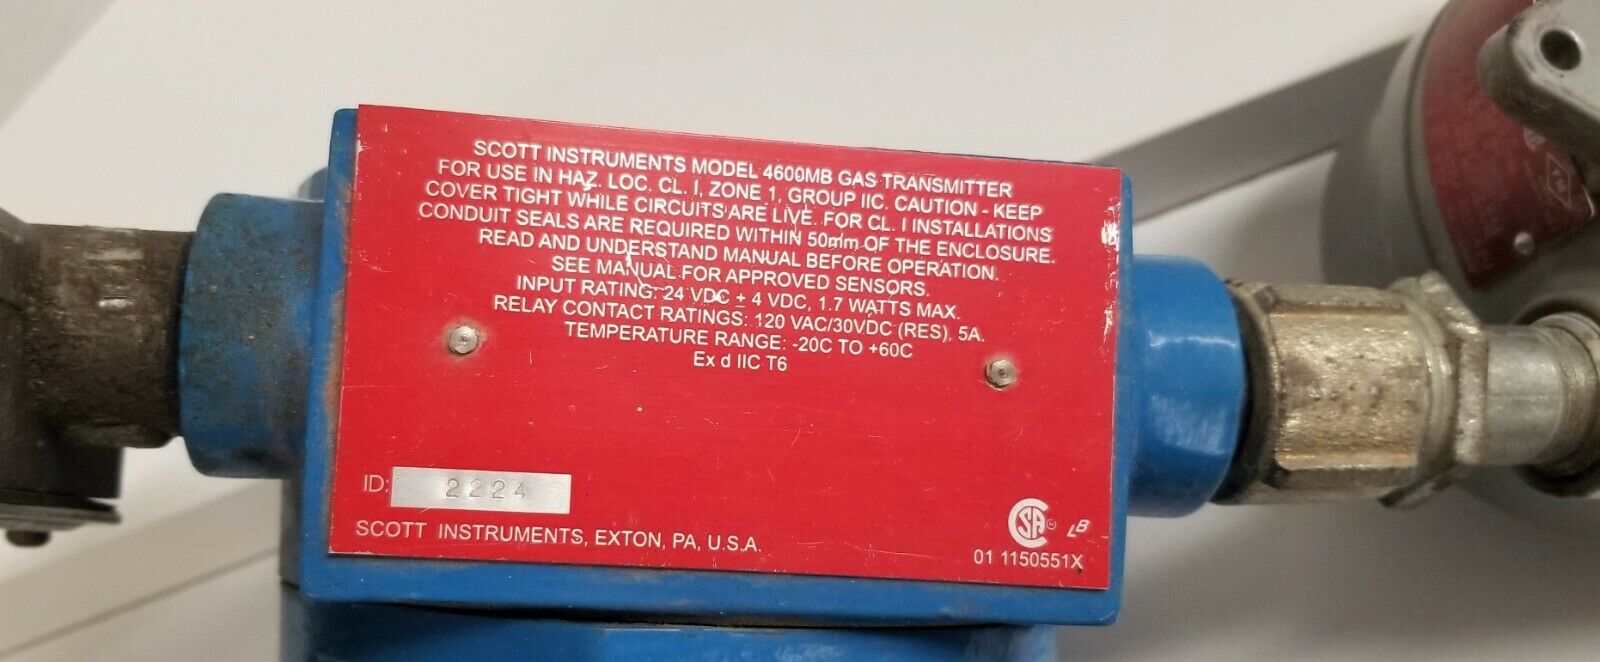 SCOTT INSTRUMENTS MODEL 4600MB GAS TRANSMITTER
FOR USE IN HAZ. LOC. CL. I, ZONE 1, GROUP IIC. CAUTION - KEEP
COVER TIGHT WHILE CIRCUITS ARE LIVE. FOR CL. I INSTALLATIONS
CONDUIT SEALS ARE REQUIRED WITHIN 50mm OF THE ENCLOSURE.
READ AND UNDERSTAND MANUAL BEFORE OPERATION.
SEE MANUAL FOR APPROVED SENSORS.
INPUT RATING: 24 VDC ± 4 VDC, 1.7 WATTS MAX.
RELAY CONTACT RATINGS: 120 VAC/30VDC (RES), 5A.
TEMPERATURE RANGE: -20C TO +60C
Ex d IIC T6
ID: 2224
SCOTT INSTRUMENTS, EXTON, PA, U.S.A.
CSA LB
01 1150551X